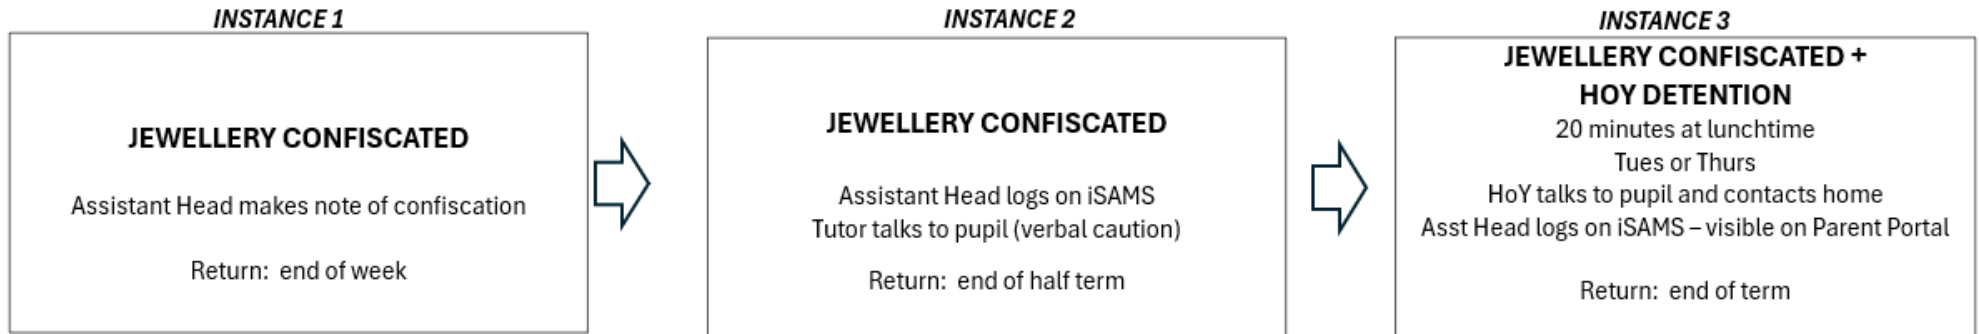 INSTANCE 1
JEWELLERY CONFISCATED
Assistant Head makes note of confiscation
Return: end of week
INSTANCE 2
JEWELLERY CONFISCATED
Assistant Head logs on iSAMS
Tutor talks to pupil (verbal caution)
Return: end of half term
INSTANCE 3
JEWELLERY CONFISCATED +
HOY DETENTION
20 minutes at lunchtime
Tues or Thurs
HoY talks to pupil and contacts home
Asst Head logs on iSAMS – visible on Parent Portal
Return: end of term